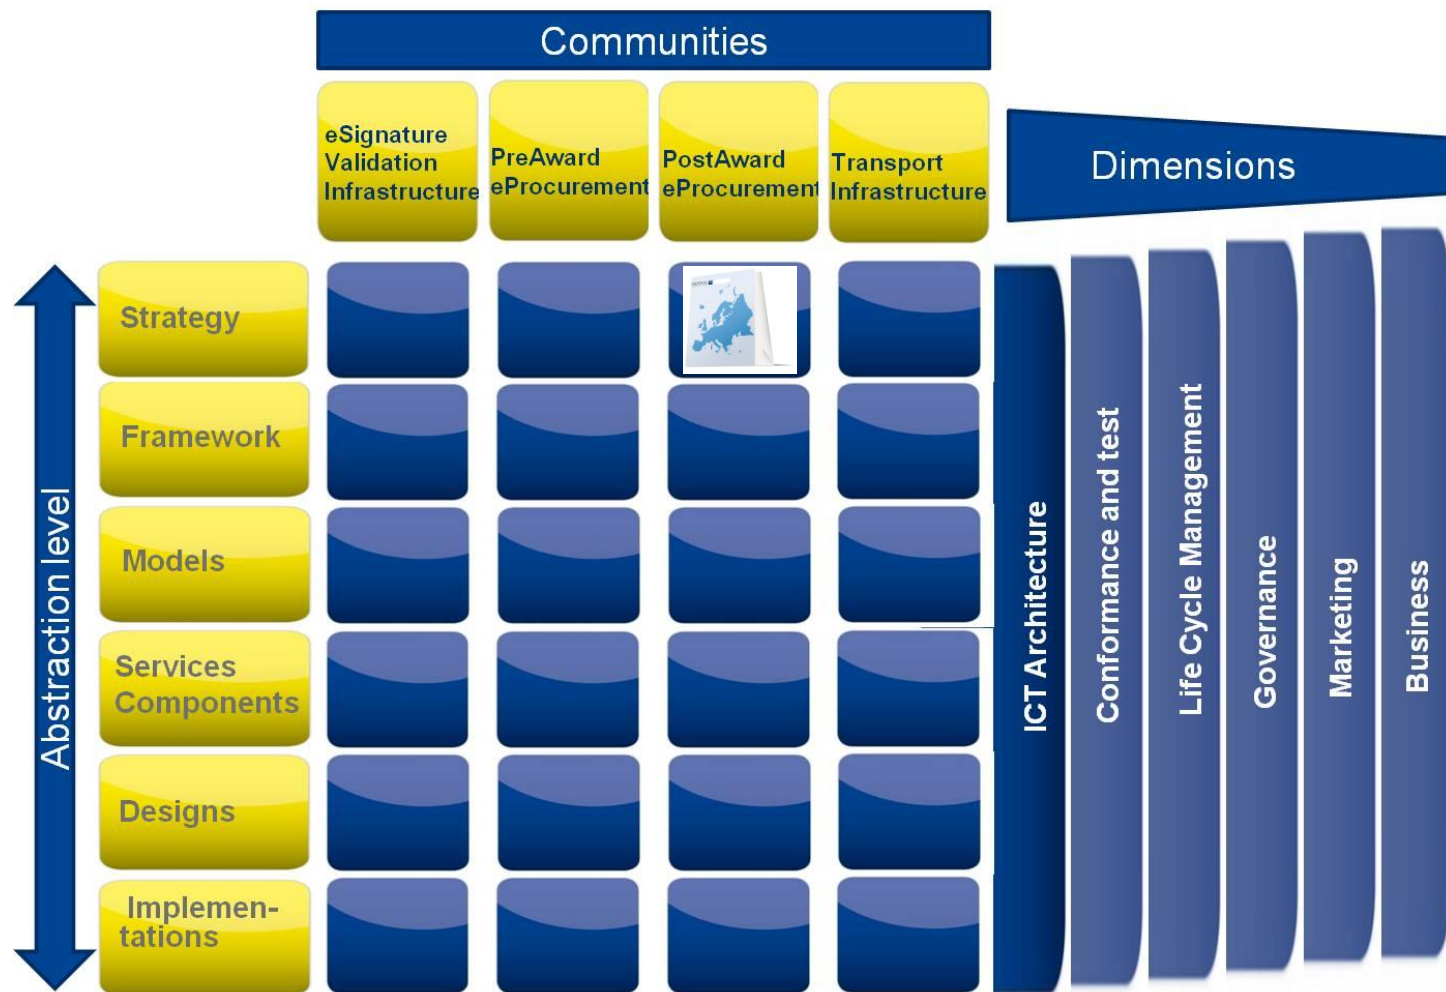 Communities
eSignature
Validation
Infrastructure
PreAward
eProcurement
PostAward
eProcurement
Transport
Infrastructure
Dimensions
Abstraction level
Strategy
Framework
Models
Services
Components
Designs
Implemen-
tations
ICT Architecture
Conformance and test
Life Cycle Management
Governance
Marketing
Business